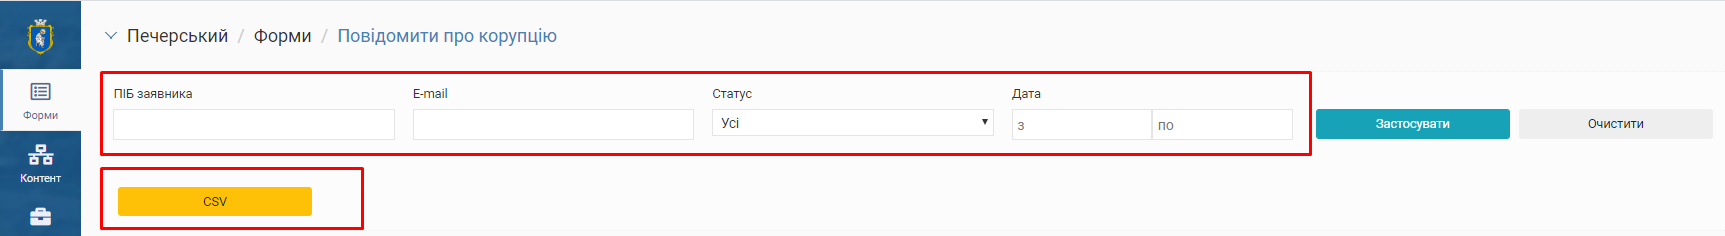 Печерський / Форми / Повідомити про корупцію
ПІБ заявника E-mail Статус Дата
Форми
Усі з по Застосувати Очистити
Контент
CSV